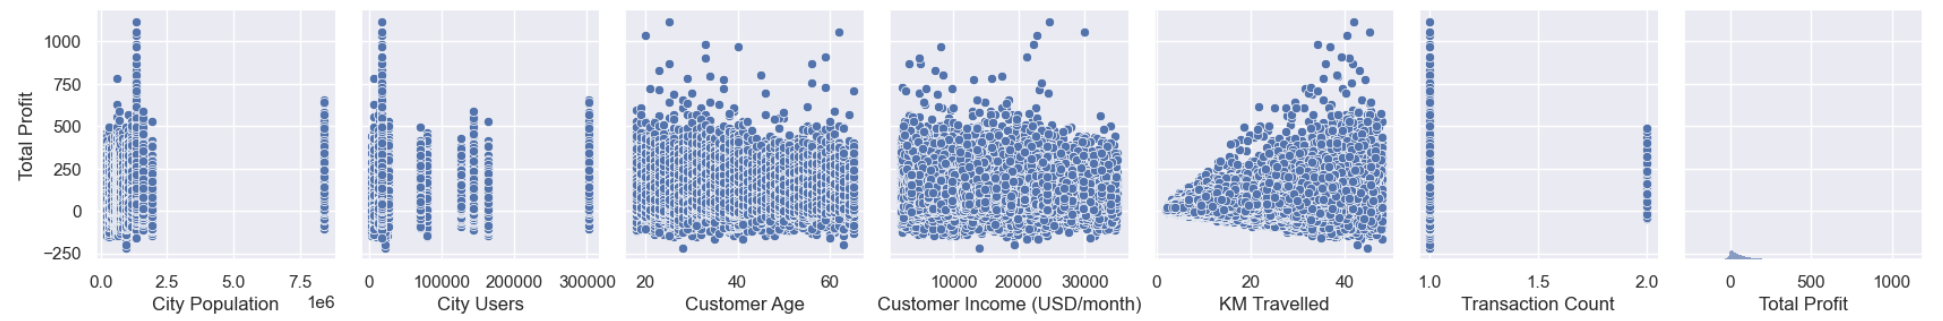 1000
750
500
250
0
−250
Total Profit
0.0 2.5 5.0 7.5
1e6
City Population
0 100000 200000 300000
City Users
20 40 60
Customer Age
10000 20000 30000
Customer Income (USD/month)
0 20 40
KM Travelled
1.0 1.5 2.0
Transaction Count
0 500 1000
Total Profit